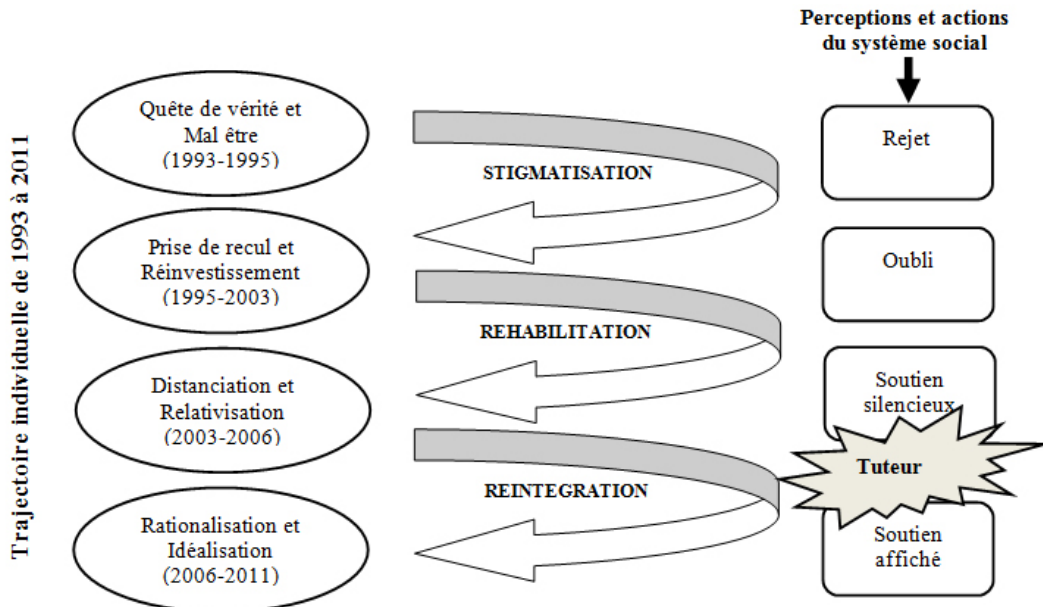 Perceptions et actions
du système social
Trajectoire individuelle de 1993 à 2011
Quête de vérité et
Mal être
(1993-1995)
STIGMATISATION
Rejet
Prise de recul et
Réinvestissement
(1995-2003)
REHABILITATION
Oubli
Distanciation et
Relativisation
(2003-2006)
Soutien
silencieux
Tuteur
REINTEGRATION
Rationalisation et
Idéalisation
(2006-2011)
Soutien
affiché